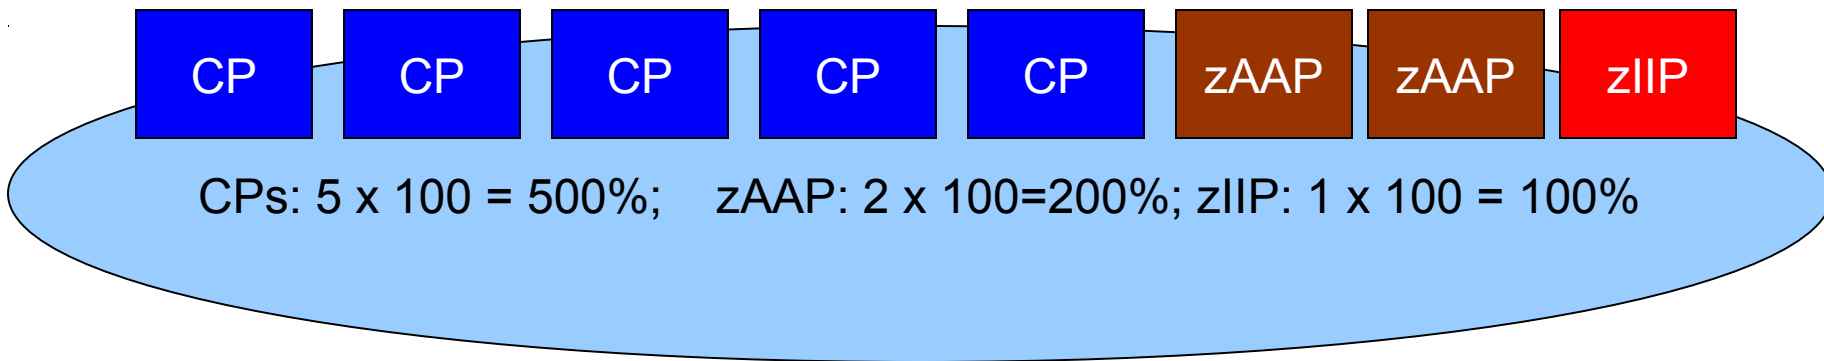 CP CP CP CP CP zAAP zAAP zIIP
CPs: 5 x 100 = 500%; zAAP: 2 x 100=200%; zIIP: 1 x 100 = 100%